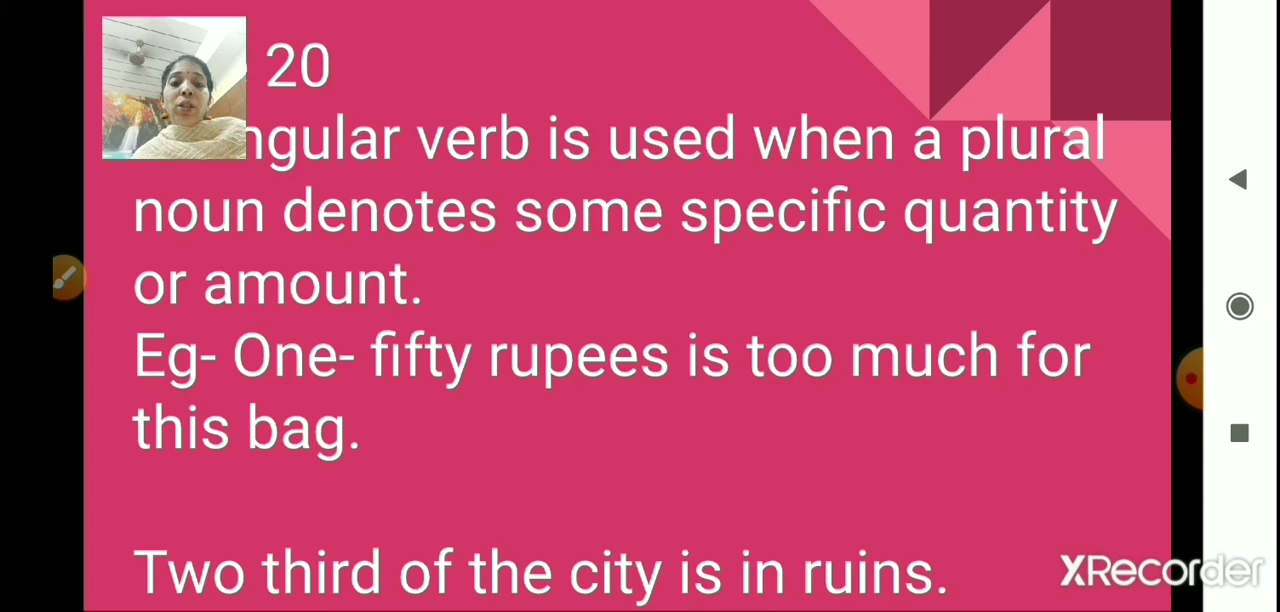 20
ngular verb is used when a plural
noun denotes some specific quantity
or amount.
Eg- One- fifty rupees is too much for
this bag.
Two third of the city is in ruins.
XRecorder